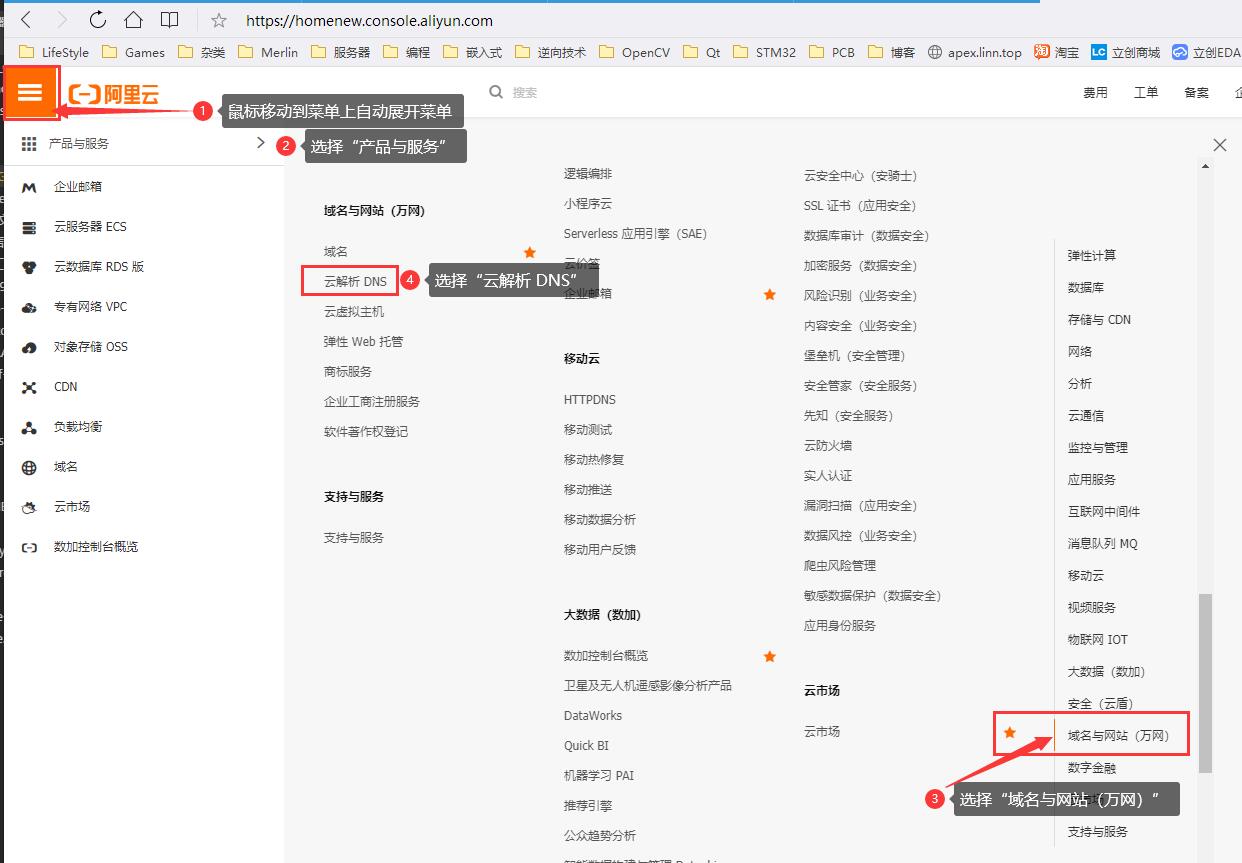 https://homenew.console.aliyun.com
LifeStyle Games 杂类 Merlin 服务器 编程 嵌入式 逆向技术 OpenCV Qt STM32 PCB 博客 apex.linn.top 淘 淘宝 LC 立创商城 立创EDA
阿里云
搜索
费用 工单 备案 企
1 鼠标移动到菜单上自动展开菜单
产品与服务
2 选择“产品与服务”
企业邮箱
云服务器 ECS
云数据库 RDS 版
专有网络 VPC
对象存储 OSS
CDN
负载均衡
域名
云市场
数加控制台概览
域名与网站（万网）
域名
云解析 DNS
4 选择“云解析 DNS”
云虚拟主机
弹性 Web 托管
商标服务
企业工商注册服务
软件著作权登记
支持与服务
支持与服务
逻辑编排
小程序云
Serverless 应用引擎（SAE）
云价签
企业邮箱
移动云
HTTPDNS
移动测试
移动热修复
移动推送
移动数据分析
移动用户反馈
大数据（数加）
数加控制台概览
卫星及无人机遥感影像分析产品
DataWorks
Quick BI
机器学习 PAI
推荐引擎
公众趋势分析
云安全中心（安骑士）
SSL 证书（应用安全）
数据库审计（数据安全）
加密服务（数据安全）
风险识别（业务安全）
内容安全（业务安全）
堡垒机（安全管理）
安全管家（安全服务）
先知（安全服务）
云防火墙
实人认证
漏洞扫描（应用安全）
数据风控（业务安全）
爬虫风险管理
敏感数据保护（数据安全）
应用身份服务
云市场
云市场
弹性计算
数据库
存储与 CDN
网络
分析
云通信
监控与管理
应用服务
互联网中间件
消息队列 MQ
移动云
视频服务
物联网 IOT
大数据（数加）
安全（云盾）
域名与网站（万网）
数字金融
3 选择“域名与网站（万网）”
支持与服务